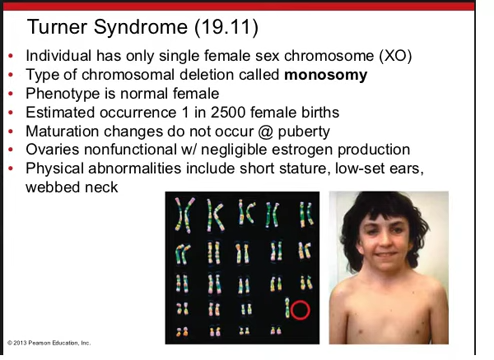 Turner Syndrome (19.11)
• Individual has only single female sex chromosome (XO)
• Type of chromosomal deletion called monosomy
• Phenotype is normal female
• Estimated occurrence 1 in 2500 female births
• Maturation changes do not occur @ puberty
• Ovaries nonfunctional w/ negligible estrogen production
• Physical abnormalities include short stature, low-set ears,
webbed neck
© 2013 Pearson Education, Inc.